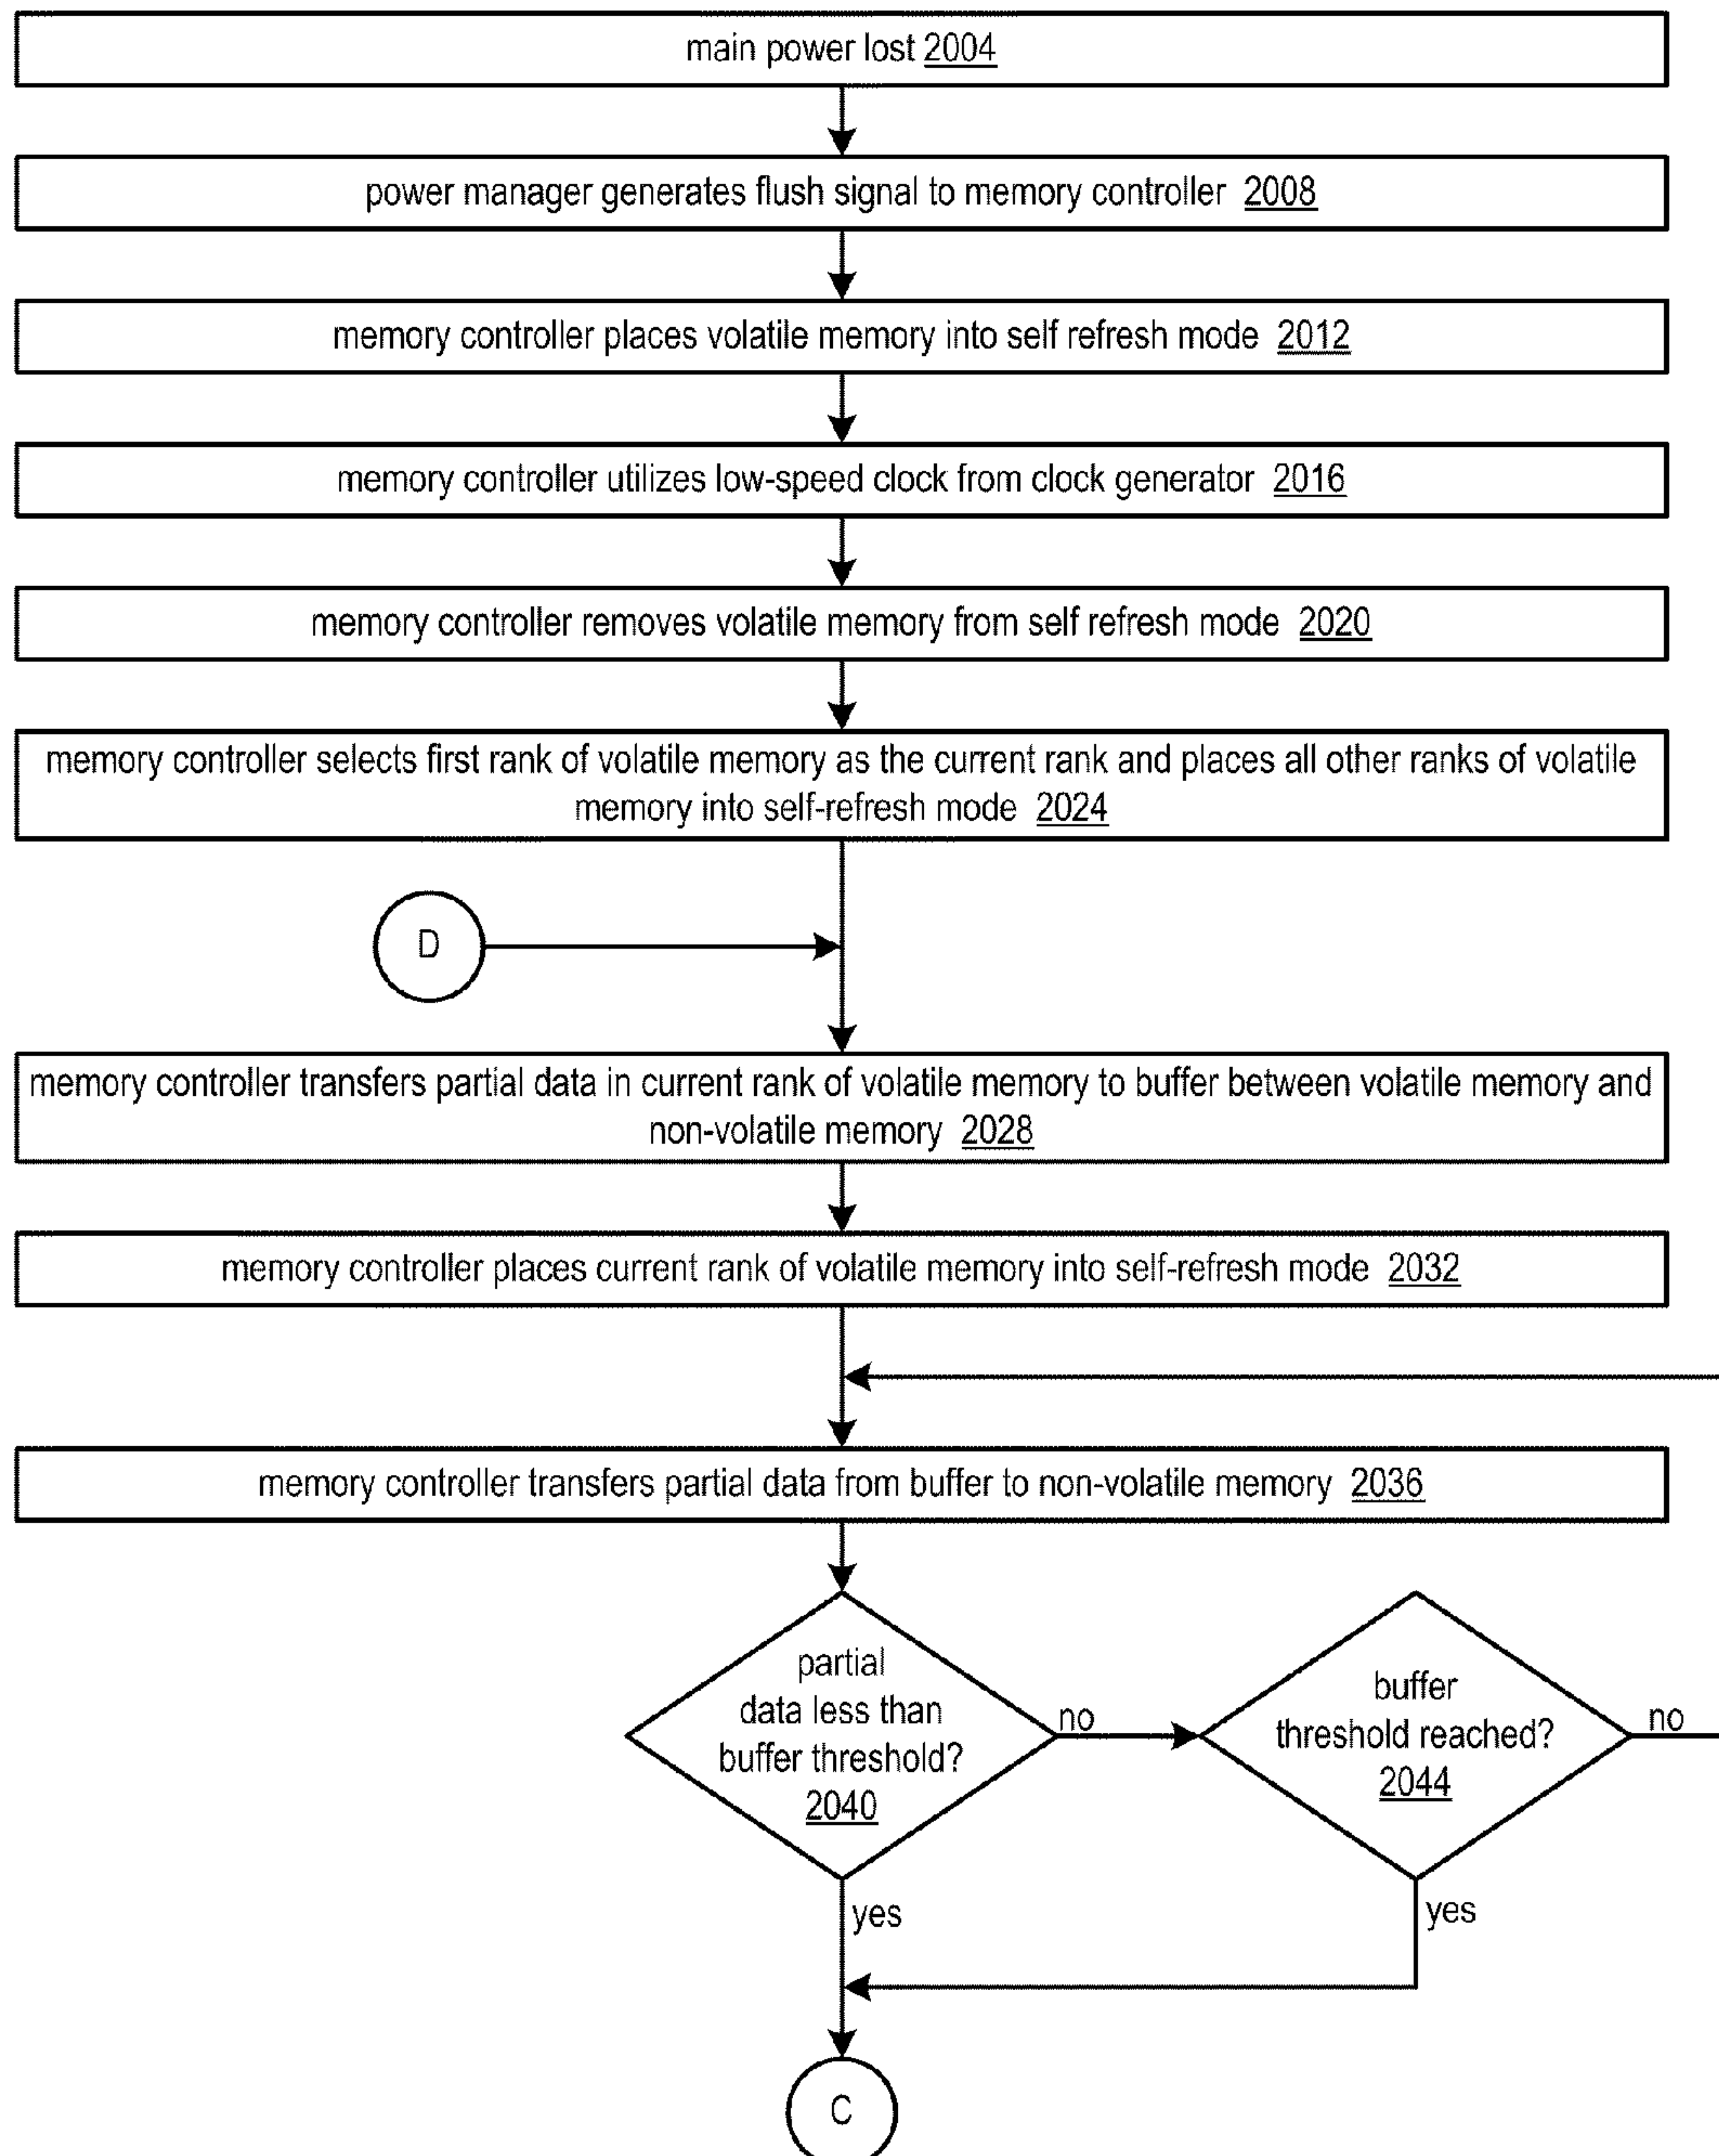 main power lost 2004
power manager generates flush signal to memory controller 2008
memory controller places volatile memory into self refresh mode 2012
memory controller utilizes low-speed clock from clock generator 2016
memory controller removes volatile memory from self refresh mode 2020
memory controller selects first rank of volatile memory as the current rank and places all other ranks of volatile
memory into self-refresh mode 2024
D
memory controller transfers partial data in current rank of volatile memory to buffer between volatile memory and
non-volatile memory 2028
memory controller places current rank of volatile memory into self-refresh mode 2032
memory controller transfers partial data from buffer to non-volatile memory 2036
partial
data less than
buffer threshold?
2040
no
buffer
threshold reached?
2044
no
yes
yes
C